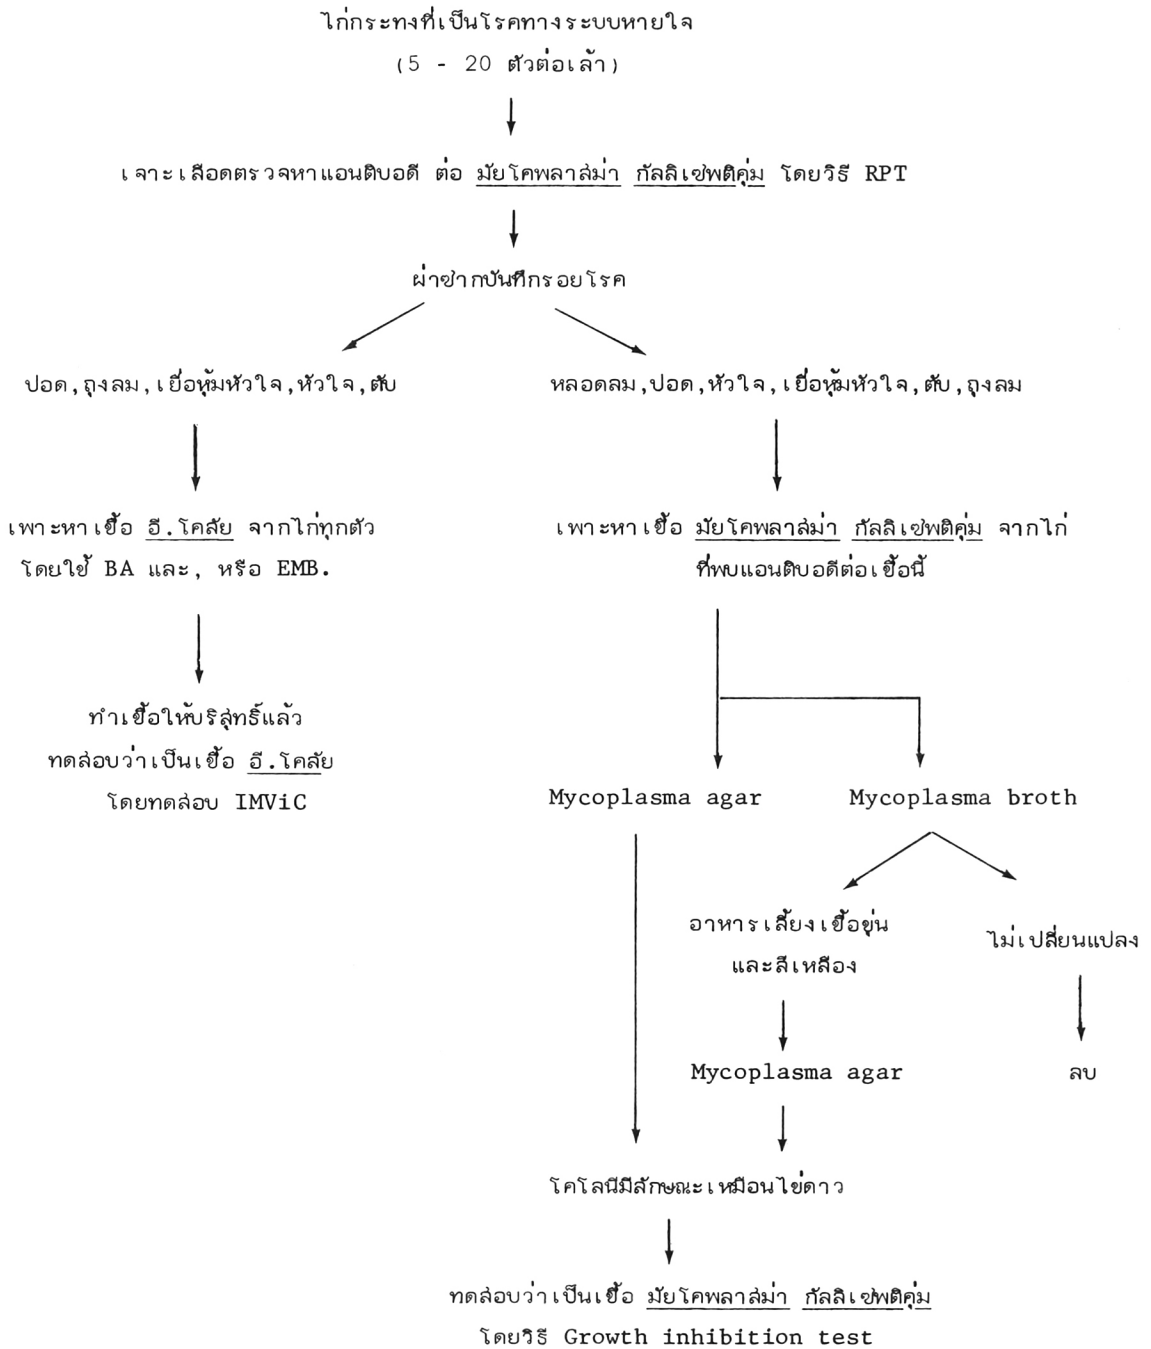 ไก่กระทงที่เป็นโรคทางระบบหายใจ
(5 - 20 ตัวต่อเล้า)
เจาะเลือดตรวจหาแอนติบอดี ต่อ มัยโคพลาสม่า กัลลิเซพติคุ่ม โดยวิธี RPT
ผ่าซากบันทึกรอยโรค
ปอด,ถุงลม,เยื่อหุ้มหัวใจ,หัวใจ,ตับ
หลอดลม,ปอด,หัวใจ,เยื่อหุ้มหัวใจ,ตับ,ถุงลม
เพาะหาเชื้อ อี.โคลัย จากไก่ทุกตัว
โดยใช้ BA และ, หรือ EMB.
เพาะหาเชื้อ มัยโคพลาสม่า กัลลิเซพติคุ่ม จากไก่
ที่พบแอนติบอดีต่อเชื้อนี้
ทำเชื้อให้บริสุทธิ์แล้ว
ทดสอบว่าเป็นเชื้อ อี.โคลัย
โดยทดสอบ IMViC
Mycoplasma agar
Mycoplasma broth
อาหารเลี้ยงเชื้อขุ่น
และสีเหลือง
ไม่เปลี่ยนแปลง
Mycoplasma agar
ลบ
โคโลนีมีลักษณะเหมือนไข่ดาว
ทดสอบว่าเป็นเชื้อ มัยโคพลาสม่า กัลลิเซพติคุ่ม
โดยวิธี Growth inhibition test